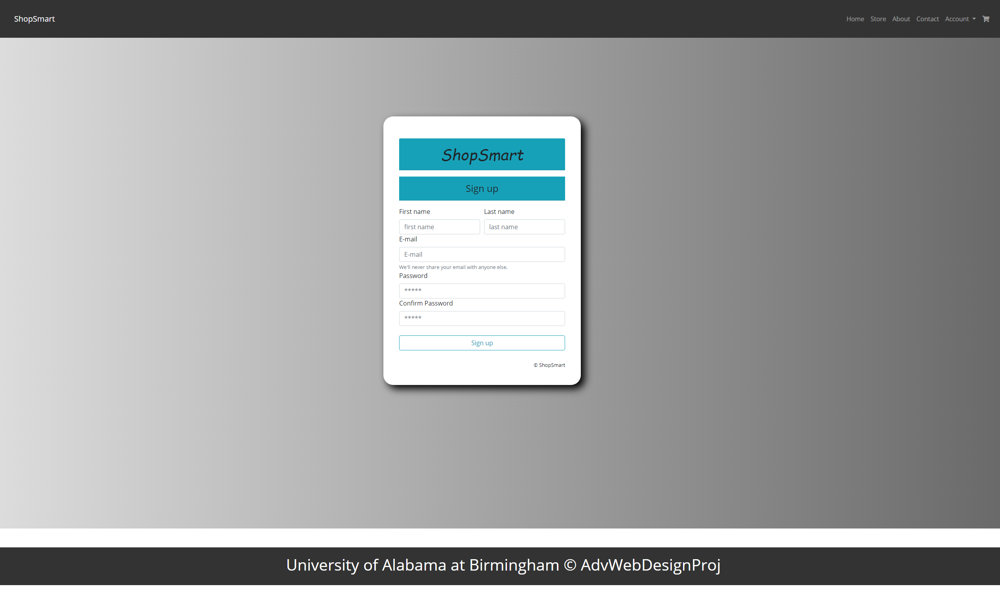 ShopSmart
Home Store About Contact Account
ShopSmart
Sign up
First name Last name
first name last name
E-mail
E-mail
We'll never share your email with anyone else.
Password
*****
Confirm Password
*****
Sign up
© ShopSmart
University of Alabama at Birmingham © AdvWebDesignProj